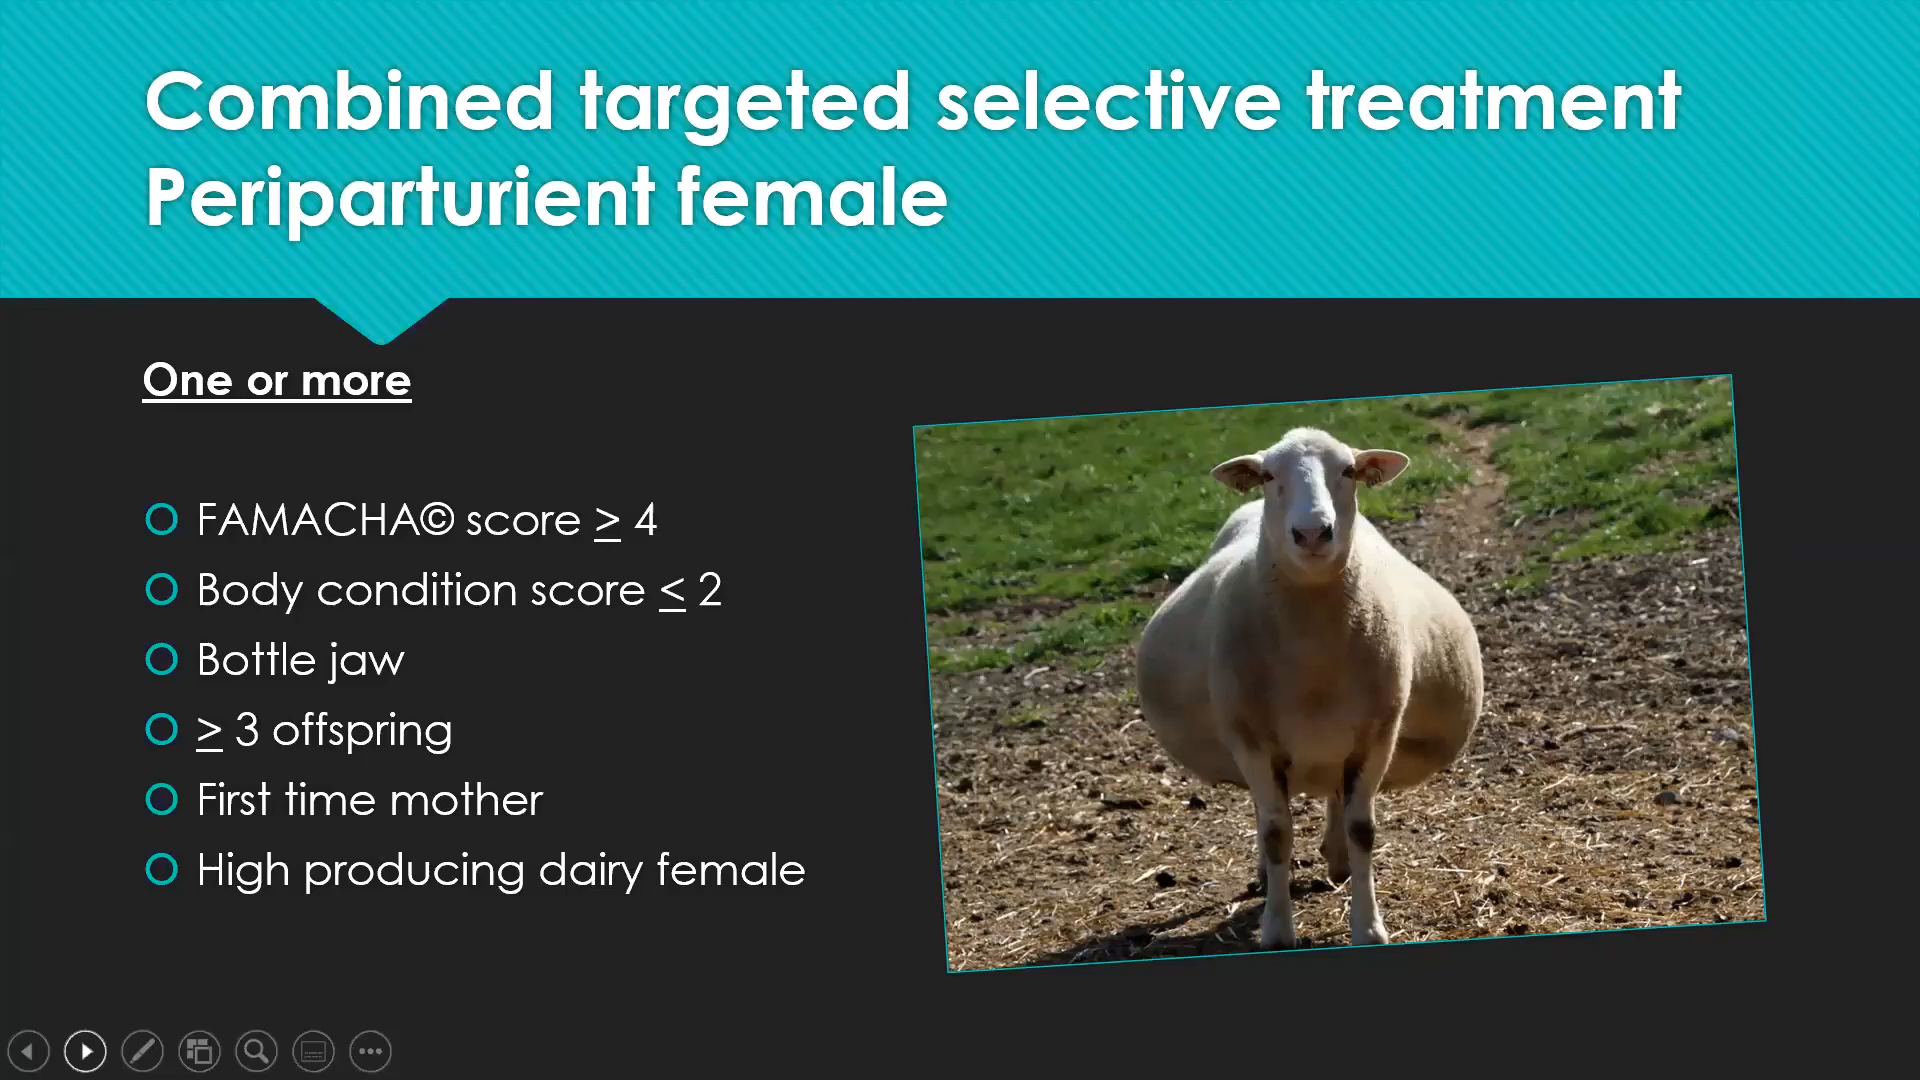 Combined targeted selective treatment
Periparturient female
One or more
FAMACHA© score ≥ 4
Body condition score ≤ 2
Bottle jaw
≥ 3 offspring
First time mother
High producing dairy female